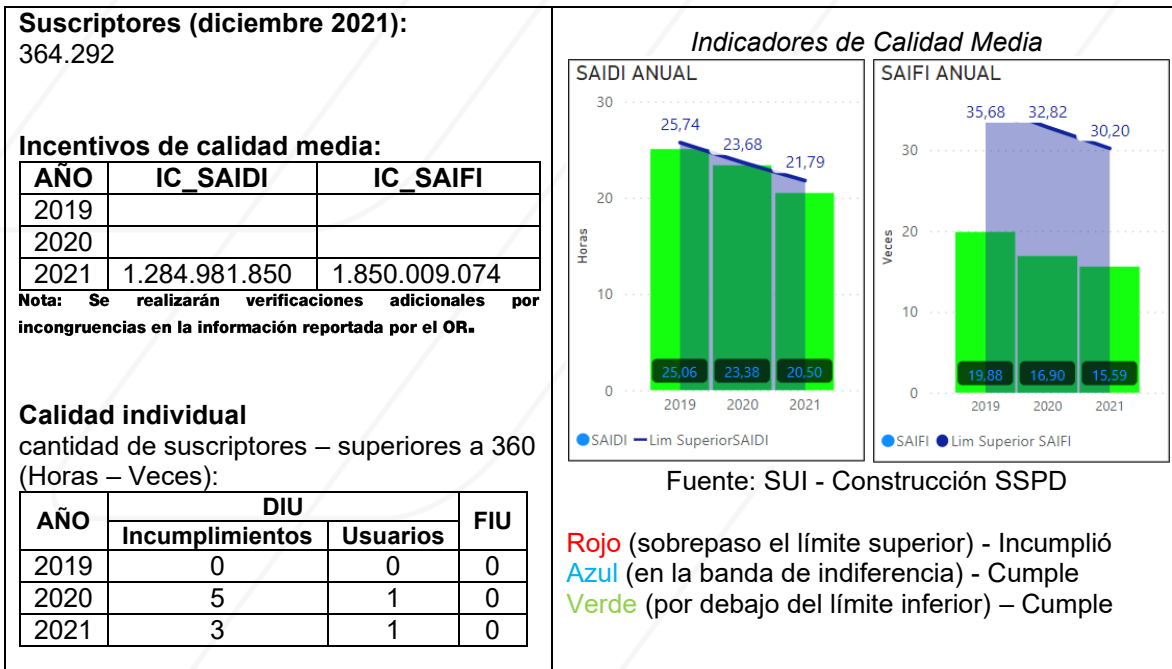 Suscriptores (diciembre 2021):
364.292
Incentivos de calidad media:
AÑO IC_SAIDI IC_SAIFI
2019
2020
2021 1.284.981.850 1.850.009.074
Nota: Se realizarán verificaciones adicionales por
incongruencias en la información reportada por el OR.
Calidad individual
cantidad de suscriptores – superiores a 360
(Horas – Veces):
AÑO DIU FIU
Incumplimientos Usuarios
2019 0 0 0
2020 5 1 0
2021 3 1 0
Indicadores de Calidad Media
SAIDI ANUAL
30
25,74
23,68
21,79
20
Horas
10
25,06 23,38 20,50
0
2019 2020 2021
SAIDI Lim SuperiorSAIDI
SAIFI ANUAL
35,68 32,82
30,20
30
20
Veces
10
19,88 16,90 15,59
0
2019 2020 2021
SAIFI Lim Superior SAIFI
Fuente: SUI - Construcción SSPD
Rojo (sobrepaso el límite superior) - Incumplió
Azul (en la banda de indiferencia) - Cumple
Verde (por debajo del límite inferior) – Cumple